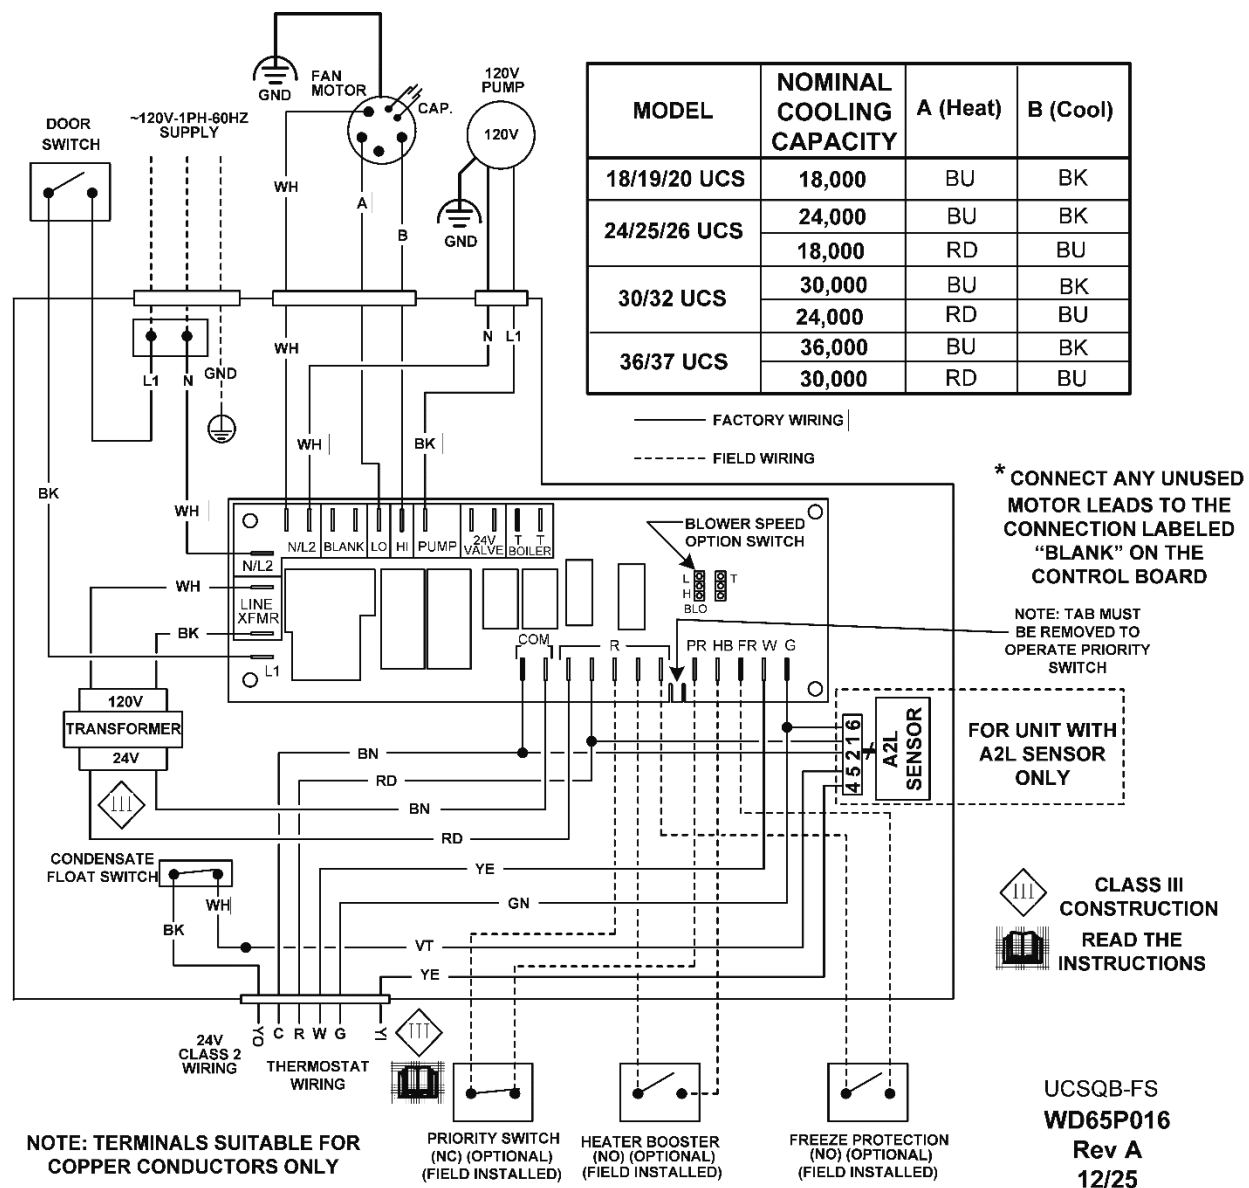 GND
FAN
MOTOR
CAP.
120V
PUMP
120V
GND
DOOR
SWITCH
~120V-1PH-60HZ
SUPPLY
WH
A
B
MODEL
NOMINAL
COOLING
CAPACITY
A (Heat)
B (Cool)
18/19/20 UCS
18,000
BU
BK
24/25/26 UCS
24,000
BU
BK
18,000
RD
BU
30/32 UCS
30,000
BU
BK
24,000
RD
BU
36/37 UCS
36,000
BU
BK
30,000
RD
BU
FACTORY WIRING
FIELD WIRING
* CONNECT ANY UNUSED
MOTOR LEADS TO THE
CONNECTION LABELED
“BLANK” ON THE
CONTROL BOARD
L1
N
GND
WH
N
L1
WH
BK
BK
WH
N/L2
BLANK
LO
HI
PUMP
24V
VALVE
T
T
BOILER
BLOWER SPEED
OPTION SWITCH
L
H
BLO
T
NOTE: TAB MUST
BE REMOVED TO
OPERATE PRIORITY
SWITCH
N/L2
LINE
XFMR
L1
WH
BK
COM
R
PR
HB
FR
W
G
120V
TRANSFORMER
24V
III
BN
RD
BN
RD
YE
GN
VT
YE
4 5 2 1 6
A2L
SENSOR
FOR UNIT WITH
A2L SENSOR
ONLY
CONDENSATE
FLOAT SWITCH
WH
BK
III
CLASS III
CONSTRUCTION
READ THE
INSTRUCTIONS
YO
C
R
W
G
YI
III
24V
CLASS 2
WIRING
THERMOSTAT
WIRING
PRIORITY SWITCH
(NC) (OPTIONAL)
(FIELD INSTALLED)
HEATER BOOSTER
(NO) (OPTIONAL)
(FIELD INSTALLED)
FREEZE PROTECTION
(NO) (OPTIONAL)
(FIELD INSTALLED)
NOTE: TERMINALS SUITABLE FOR
COPPER CONDUCTORS ONLY
UCSQB-FS
WD65P016
Rev A
12/25